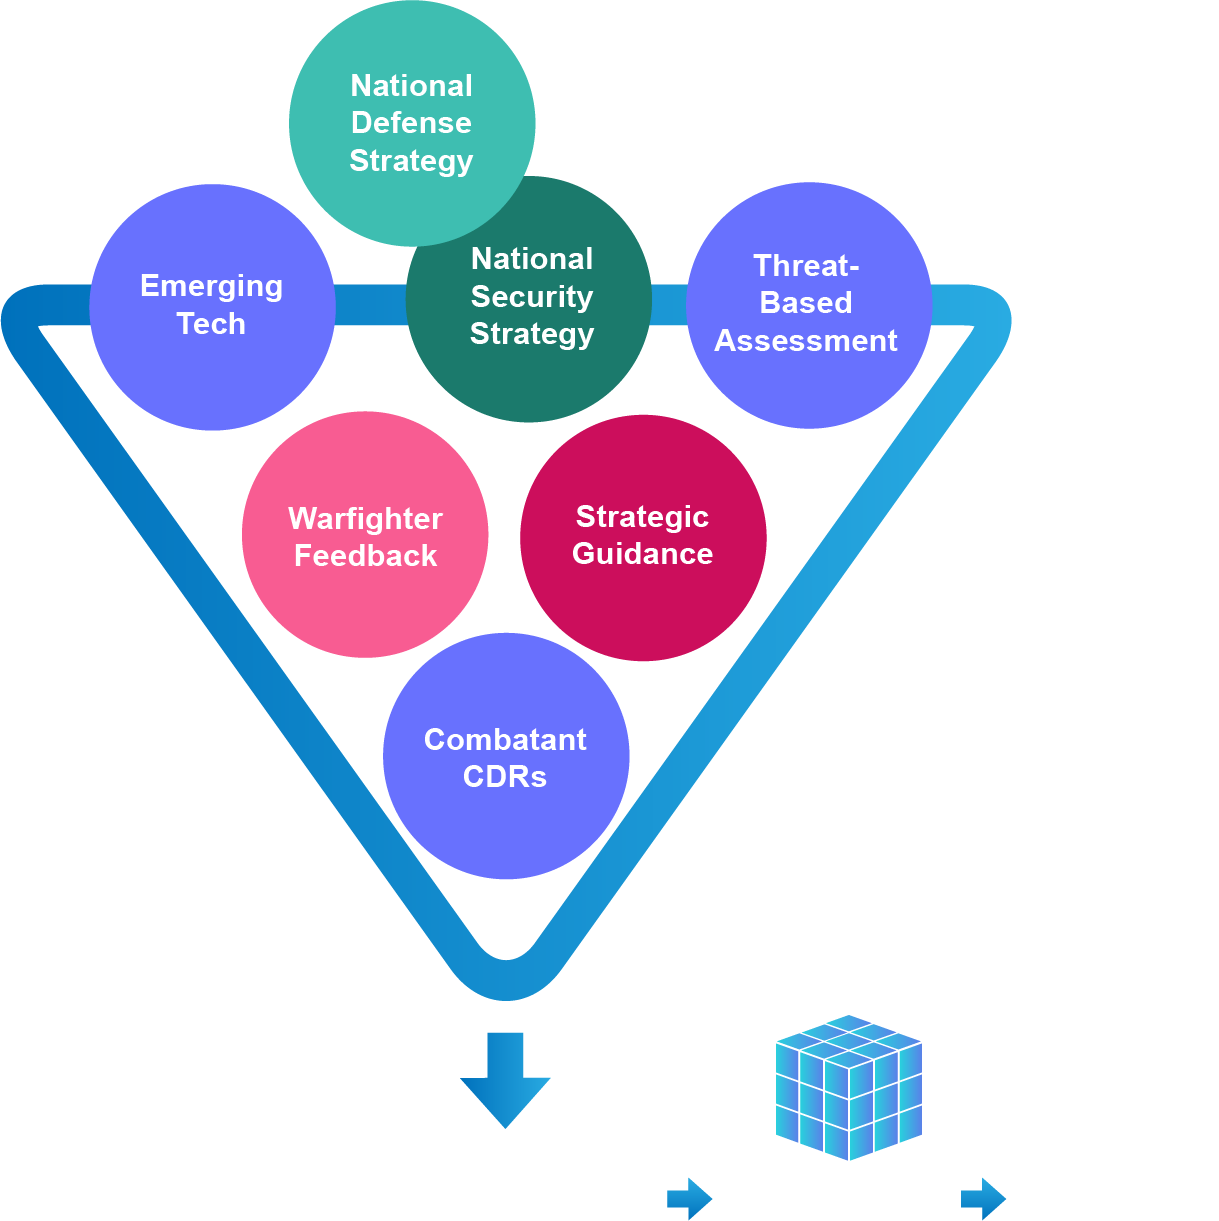 National
Defense
Strategy
Emerging
Tech
National
Security
Strategy
Threat-
Based
Assessment
Warfighter
Feedback
Strategic
Guidance
Combatant
CDRs